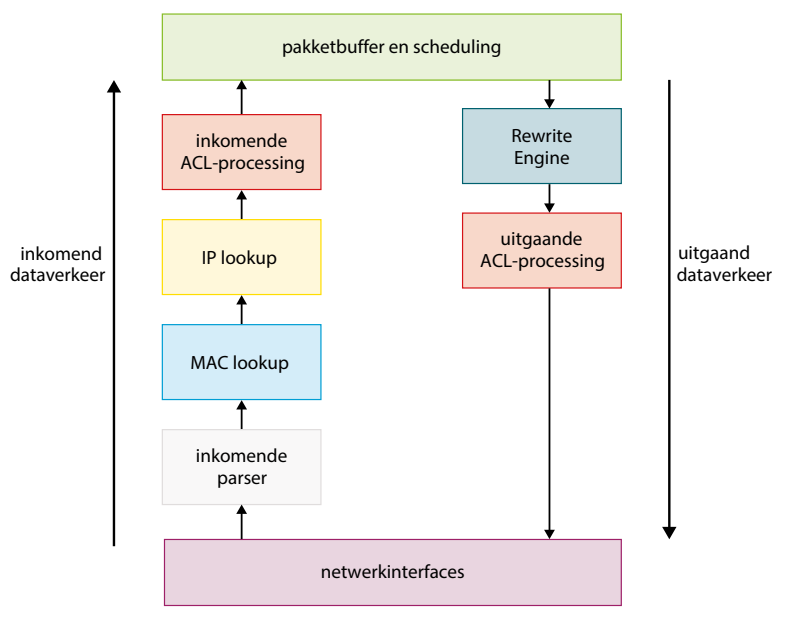 pakketbuffer en scheduling
inkomende
ACL-processing
Rewrite
Engine
IP lookup
uitgaande
ACL-processing
inkomend
dataverkeer
uitgaand
dataverkeer
MAC lookup
inkomende
parser
netwerkinterfaces